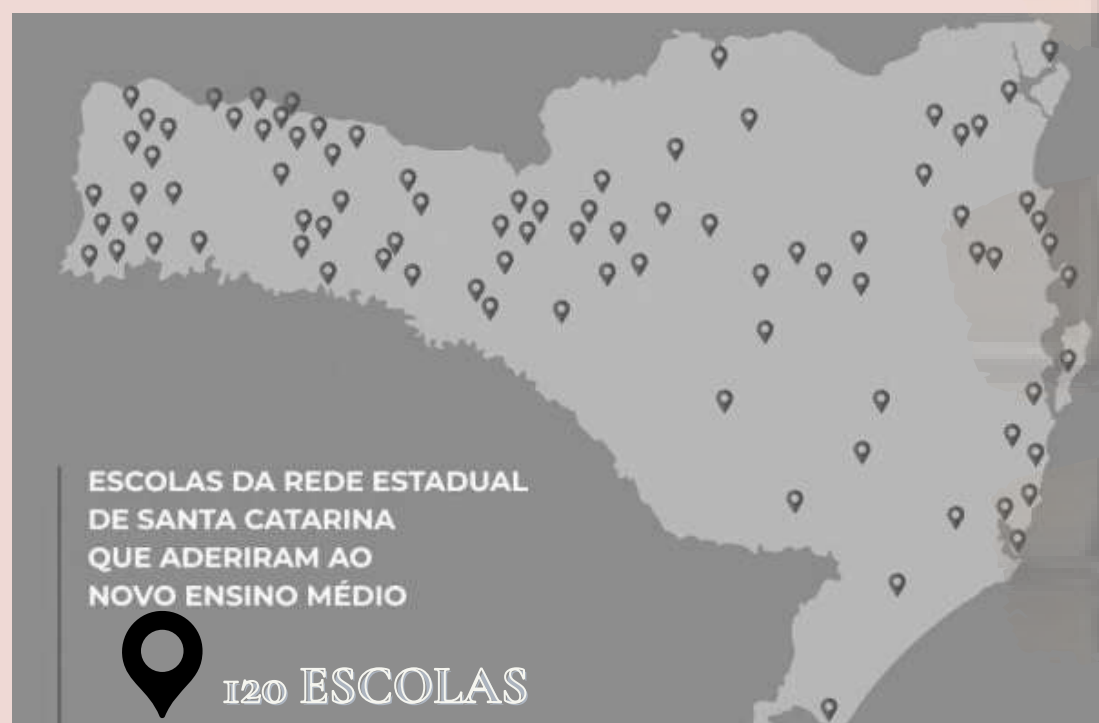 ESCOLAS DA REDE ESTADUAL
DE SANTA CATARINA
QUE ADERIRAM AO
NOVO ENSINO MÉDIO
120 ESCOLAS